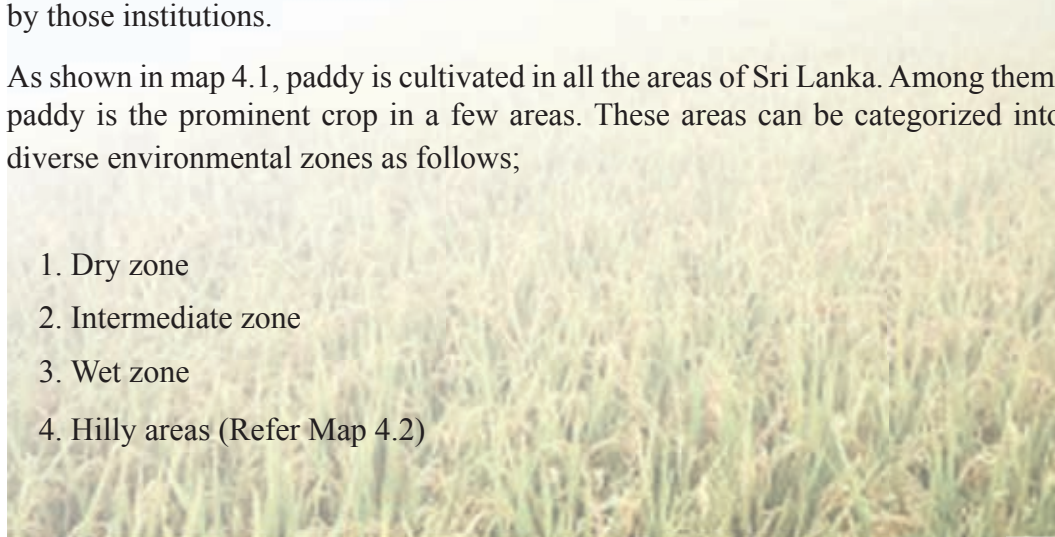 by those institutions.
As shown in map 4.1, paddy is cultivated in all the areas of Sri Lanka. Among them
paddy is the prominent crop in a few areas. These areas can be categorized into
diverse environmental zones as follows;
1. Dry zone
2. Intermediate zone
3. Wet zone
4. Hilly areas (Refer Map 4.2)